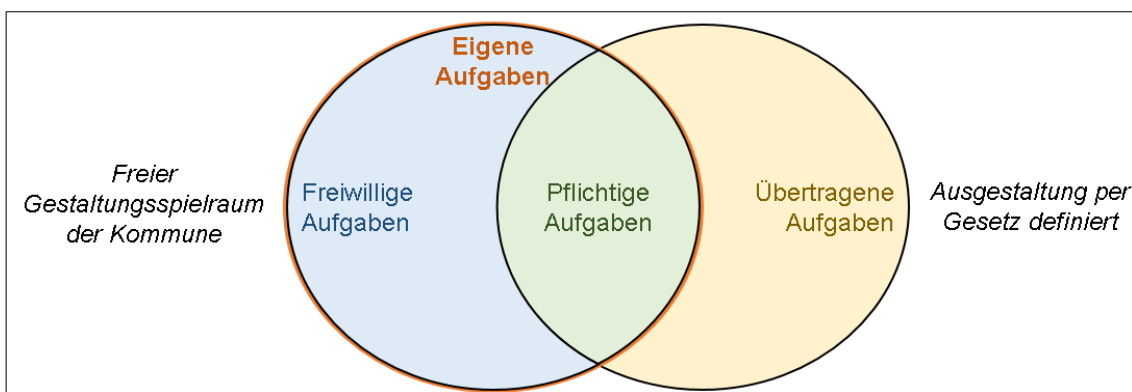 Eigene
Aufgaben
Freier
Gestaltungsspielraum
der Kommune
Freiwillige
Aufgaben
Pflichtige
Aufgaben
Übertragene
Aufgaben
Ausgestaltung per
Gesetz definiert